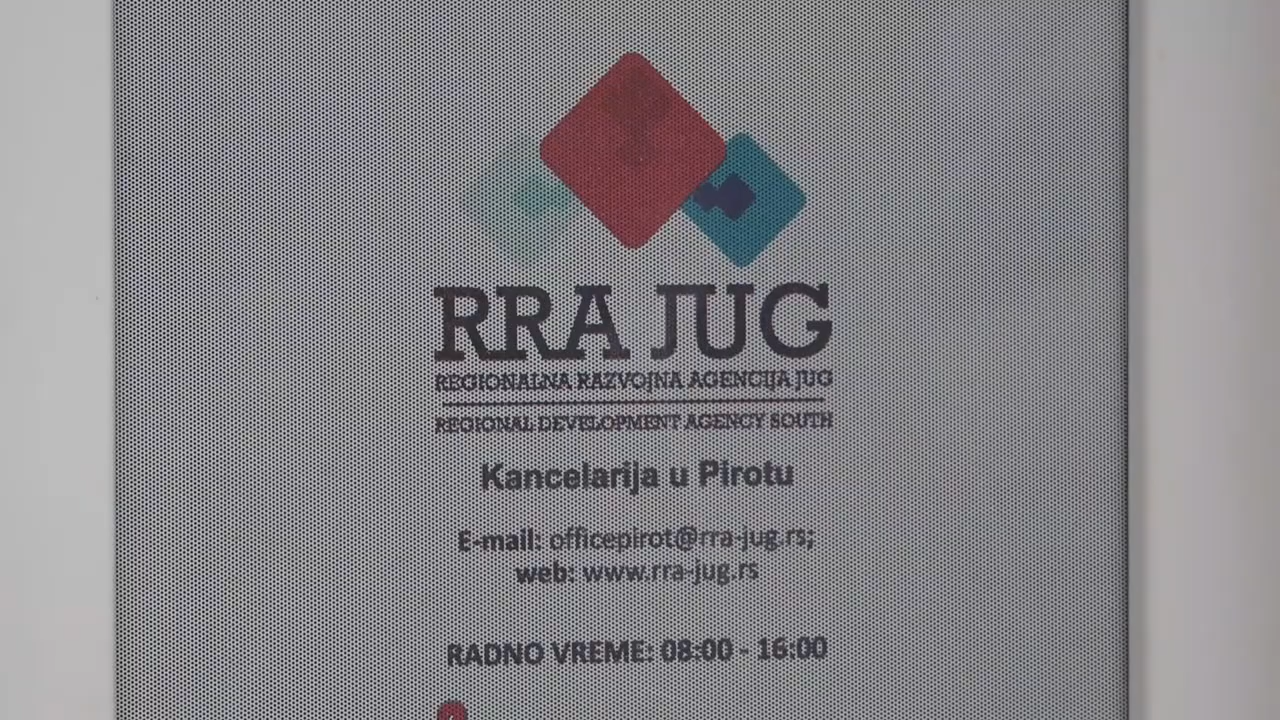 RRA JUG
REGIONALNA RAZVOJNA AGENCIJA JUG
REGIONAL DEVELOPMENT AGENCY SOUTH
Kancelarija u Pirotu
E-mail: officepirot@rra-jug.rs;
web: www.rra-jug.rs
RADNO VREME: 08:00 - 16:00